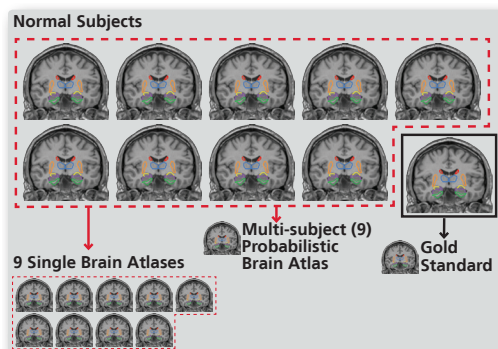 Normal Subjects
Multi-subject (9)
Probabilistic
Brain Atlas
Gold
Standard
9 Single Brain Atlases